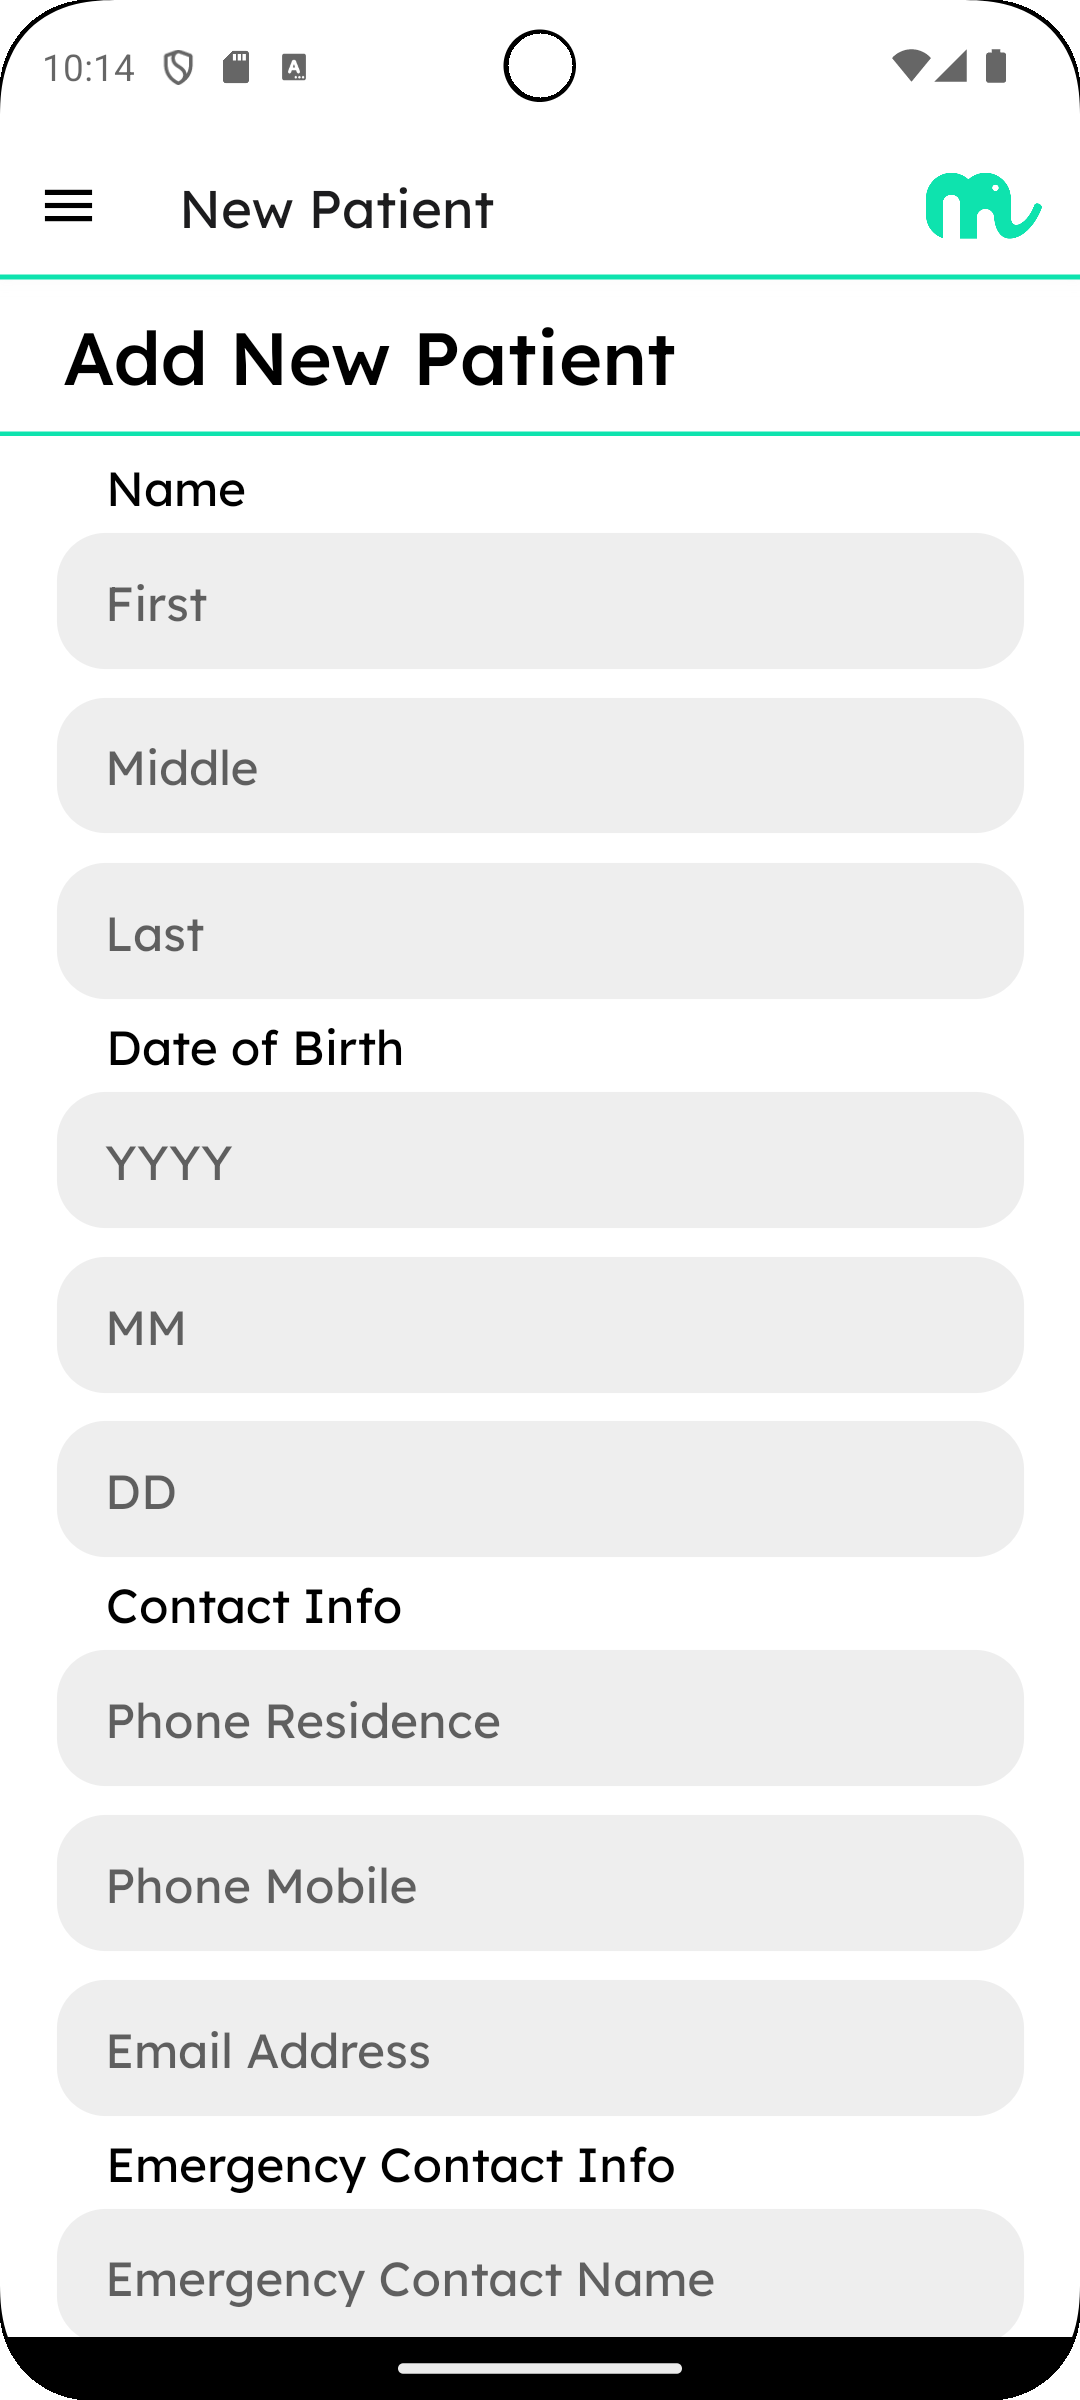 10:14
New Patient
Add New Patient
Name
First
Middle
Last
Date of Birth
YYYY
MM
DD
Contact Info
Phone Residence
Phone Mobile
Email Address
Emergency Contact Info
Emergency Contact Name